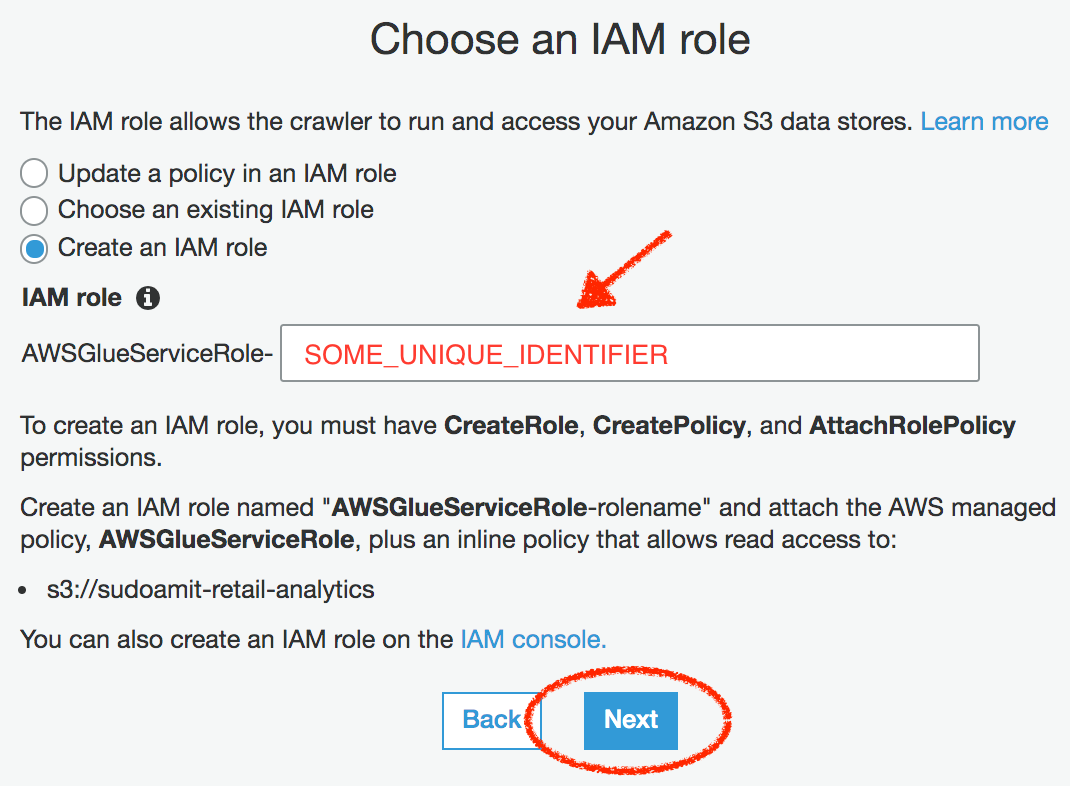 Choose an IAM role
The IAM role allows the crawler to run and access your Amazon S3 data stores. Learn more
Update a policy in an IAM role
Choose an existing IAM role
Create an IAM role
IAM role i
AWSGlueServiceRole- SOME_UNIQUE_IDENTIFIER
To create an IAM role, you must have CreateRole, CreatePolicy, and AttachRolePolicy
permissions.
Create an IAM role named "AWSGlueServiceRole-rolename" and attach the AWS managed
policy, AWSGlueServiceRole, plus an inline policy that allows read access to:
• s3://sudoamit-retail-analytics
You can also create an IAM role on the IAM console.
Back Next